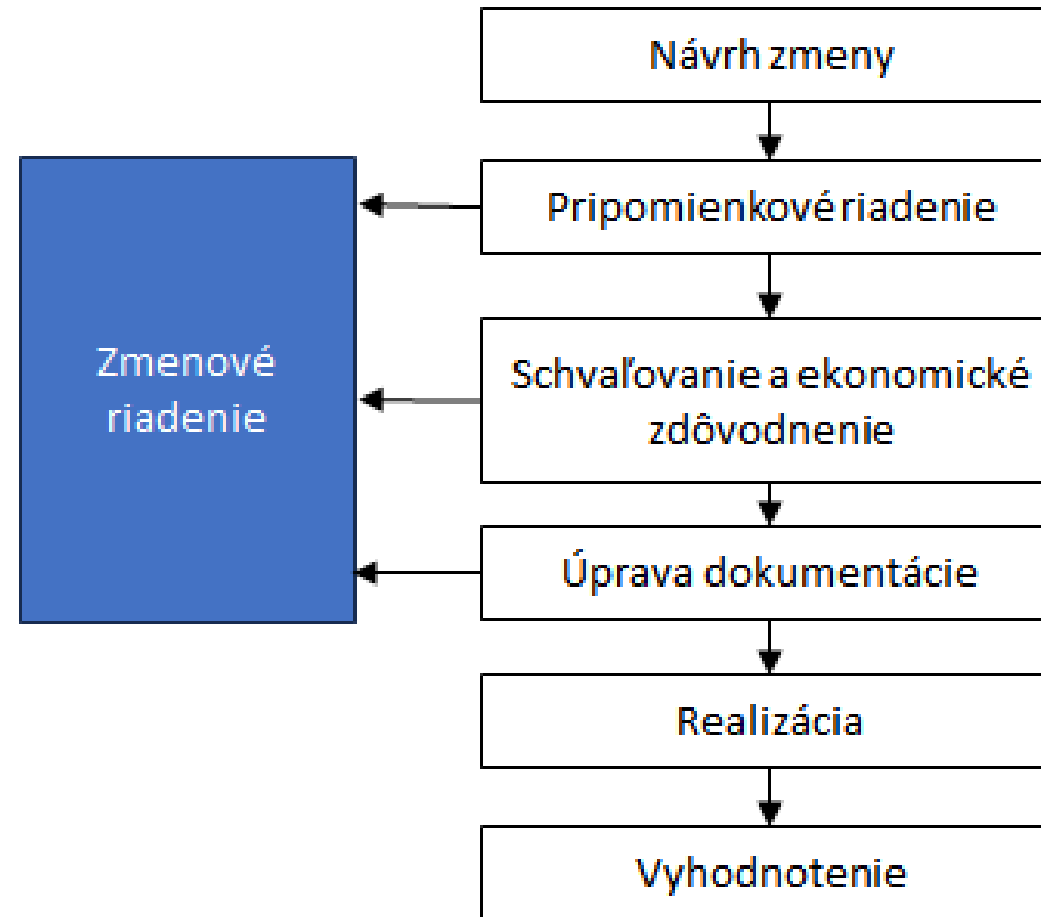 Návrh zmeny
Pripomienkové riadenie
Zmenové
riadenie
Schvaľovanie a ekonomické
zdôvodnenie
Úprava dokumentácie
Realizácia
Vyhodnotenie